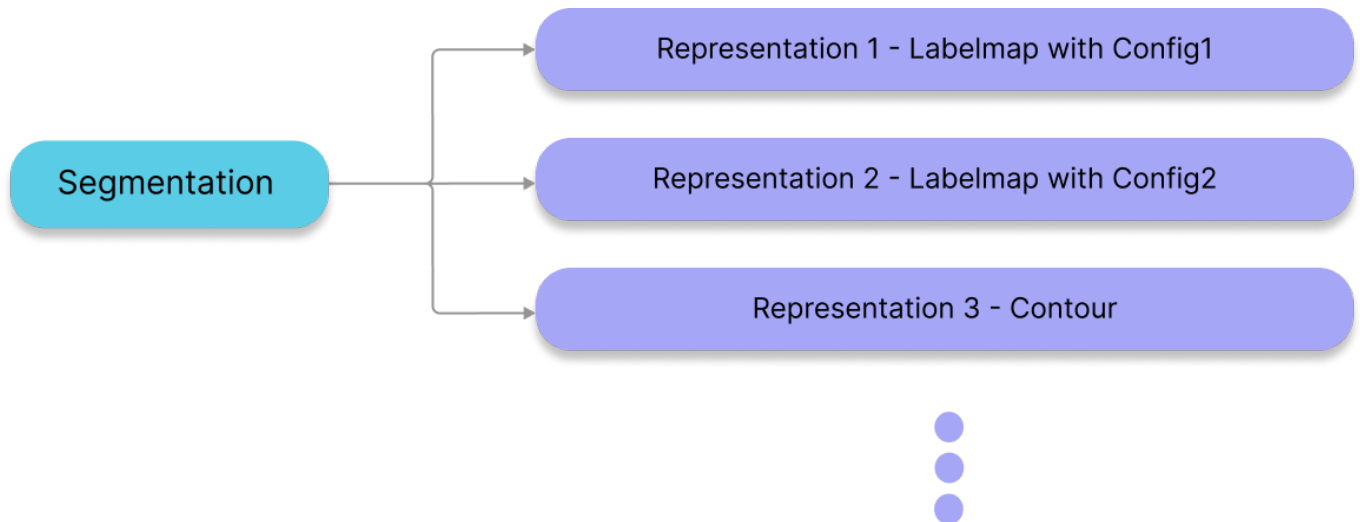 Representation 1 - Labelmap with Config1
Segmentation
Representation 2 - Labelmap with Config2
Representation 3 - Contour